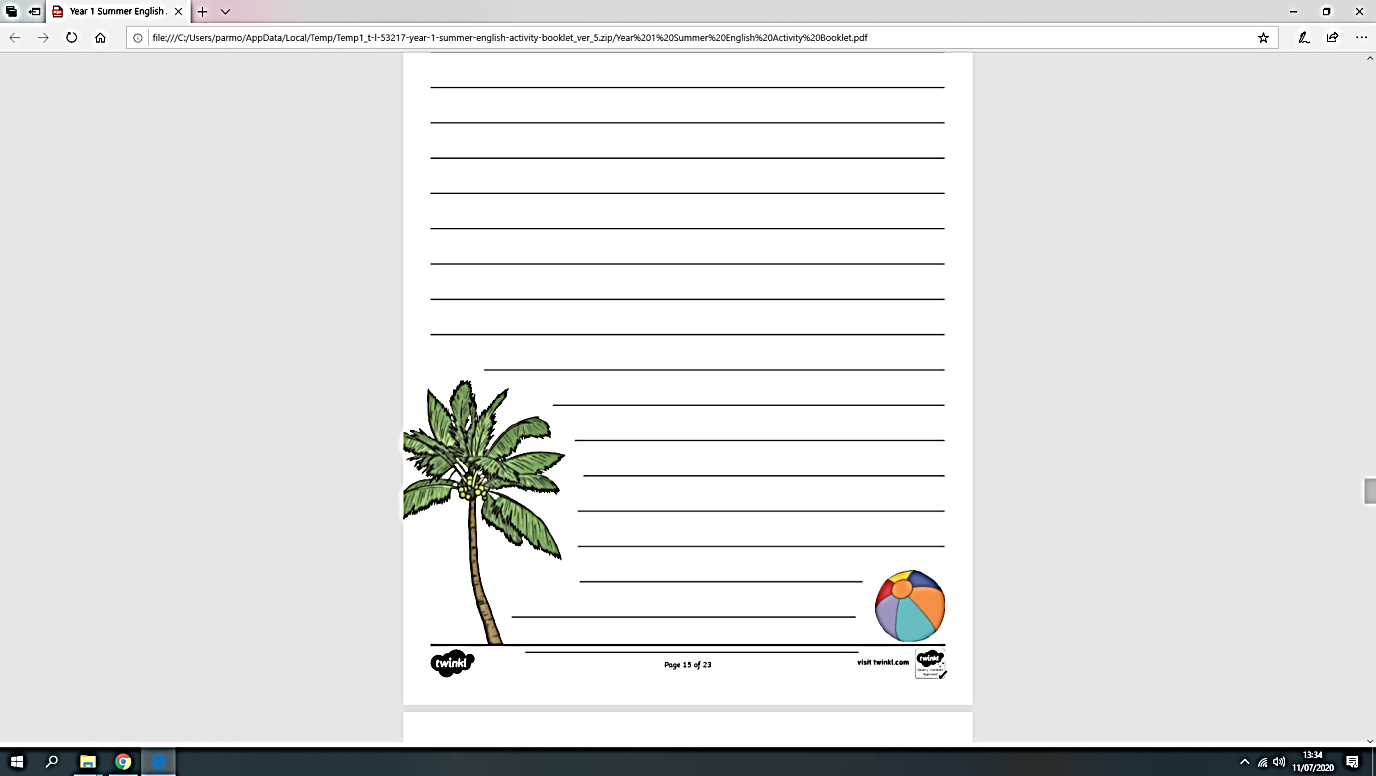 Year 1 Summer English
file:///C:/Users/parmo/AppData/Local/Temp/Temp1_t-l-53217-year-1-summer-english-activity-booklet_ver_5.zip/Year%201%20Summer%20English%20Activity%20Booklet.pdf
twinkl
Page 15 of 23
visit twinkl.com
twinkl
13:34
11/07/2020